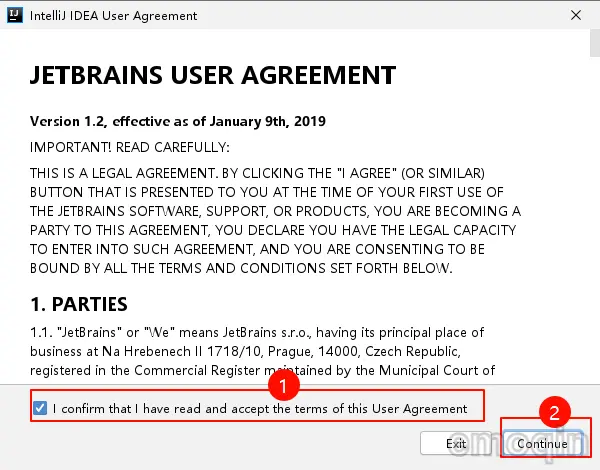 IntelliJ IDEA User Agreement
JETBRAINS USER AGREEMENT
Version 1.2, effective as of January 9th, 2019
IMPORTANT! READ CAREFULLY:
THIS IS A LEGAL AGREEMENT. BY CLICKING THE "I AGREE" (OR SIMILAR)
BUTTON THAT IS PRESENTED TO YOU AT THE TIME OF YOUR FIRST USE OF
THE JETBRAINS SOFTWARE, SUPPORT, OR PRODUCTS, YOU ARE BECOMING A
PARTY TO THIS AGREEMENT, YOU DECLARE YOU HAVE THE LEGAL CAPACITY
TO ENTER INTO SUCH AGREEMENT, AND YOU ARE CONSENTING TO BE
BOUND BY ALL THE TERMS AND CONDITIONS SET FORTH BELOW.
1. PARTIES
1.1. "JetBrains" or "We" means JetBrains s.r.o., having its principal place of
business at Na Hrebenech II 1718/10, Prague, 14000, Czech Republic,
registered in the Commercial Register maintained by the Municipal Court of
1
I confirm that I have read and accept the terms of this User Agreement
2
Exit
Continue
omoqin